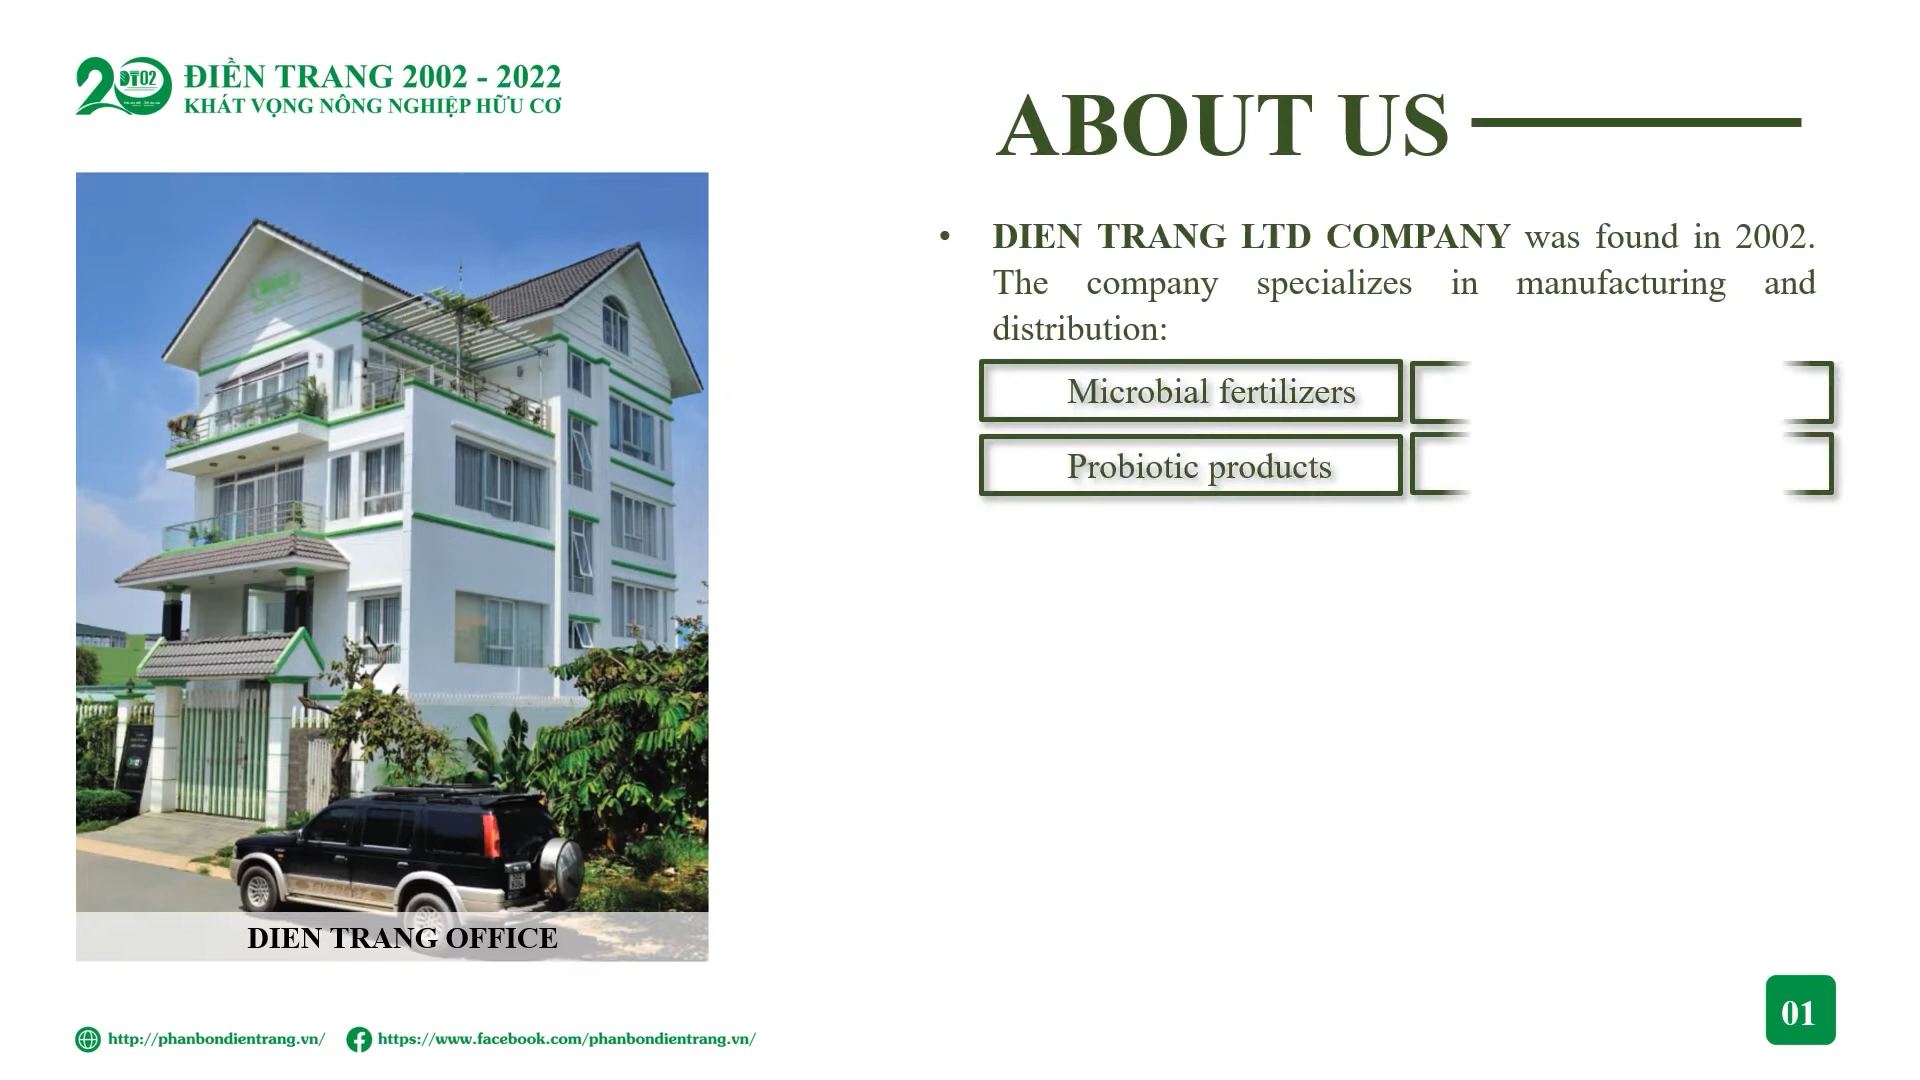 DT02
ĐIỀN TRANG 2002 - 2022
KHÁT VỌNG NÔNG NGHIỆP HỮU CƠ
ABOUT US
• DIEN TRANG LTD COMPANY was found in 2002.
The company specializes in manufacturing and
distribution:
Microbial fertilizers
Probiotic products
DIEN TRANG OFFICE
01
http://phanbondientrang.vn/
https://www.facebook.com/phanbondientrang.vn/